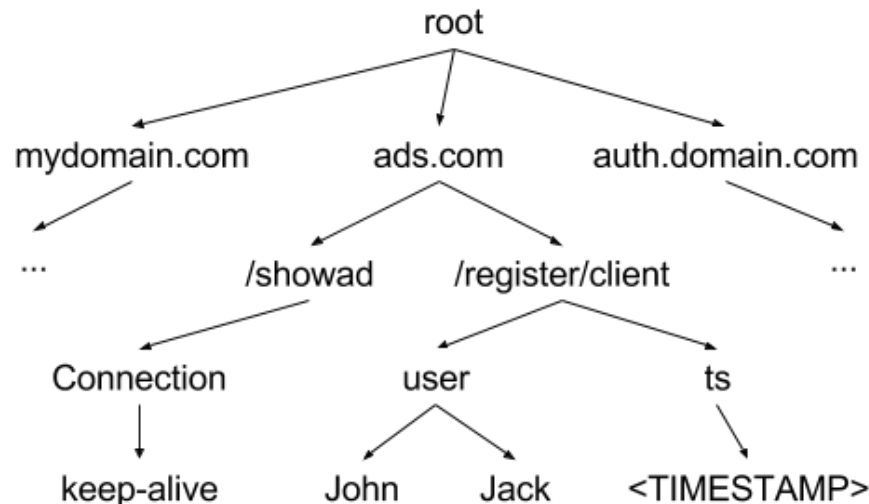 root
mydomain.com ads.com auth.domain.com
... /showad /register/client ...
Connection user ts
keep-alive John Jack <TIMESTAMP>